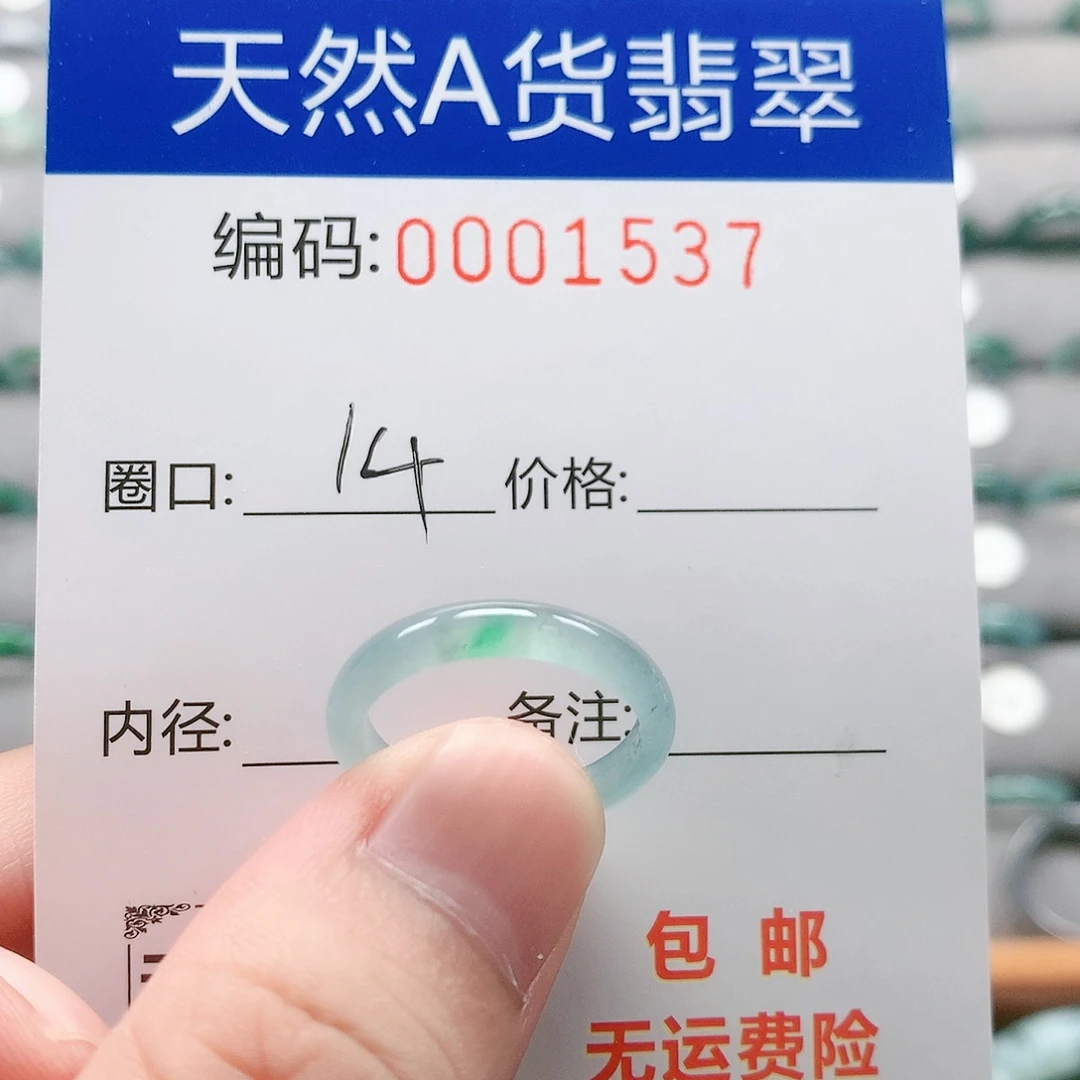 天然A货翡翠
编码:0001537
圈口: 14 价格:
内径: 备注:
包邮
无运费险